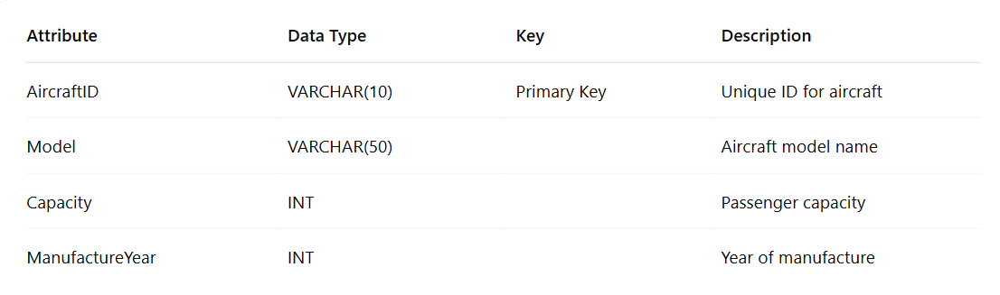 Attribute Data Type Key Description
AircraftID VARCHAR(10) Primary Key Unique ID for aircraft
Model VARCHAR(50) Aircraft model name
Capacity INT Passenger capacity
ManufactureYear INT Year of manufacture